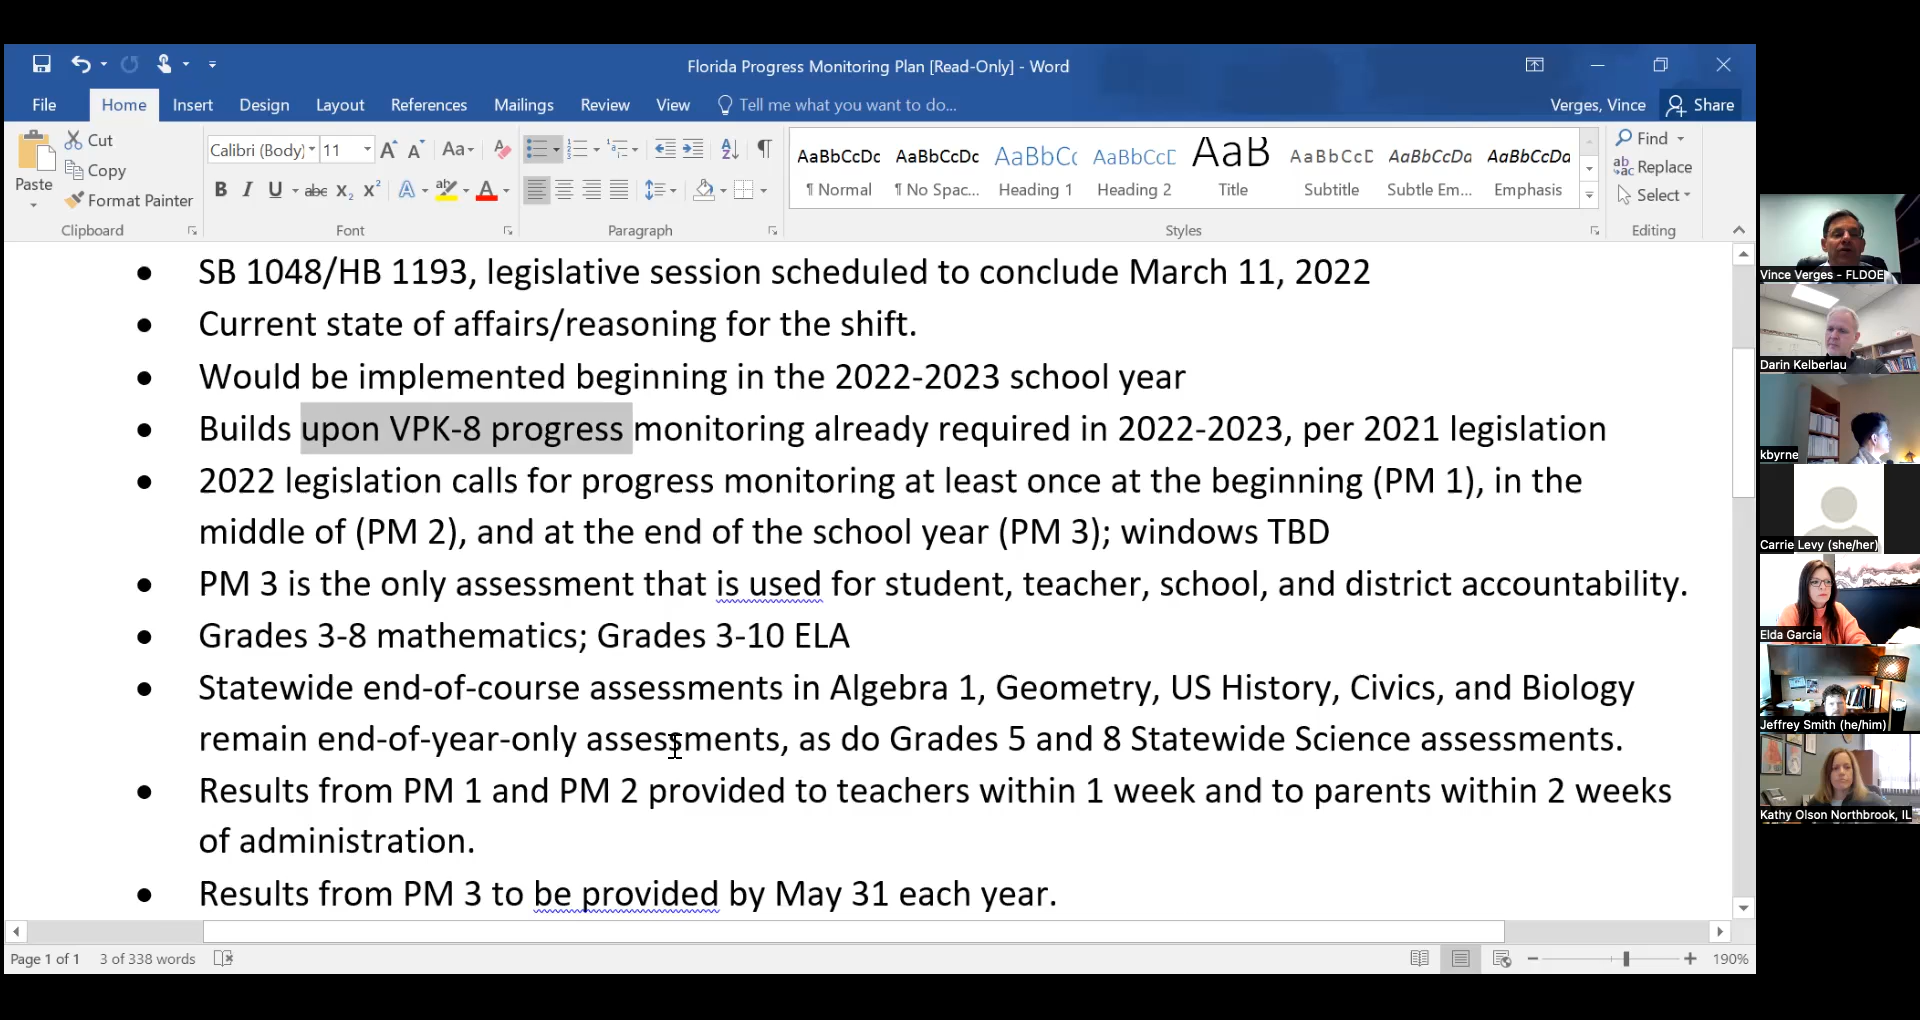 Florida Progress Monitoring Plan [Read-Only] - Word
File Home Insert Design Layout References Mailings Review View Tell me what you want to do... Verges, Vince Share
Paste
Cut
Copy
Format Painter
Clipboard
Calibri (Body) 11
Font
Paragraph
AaBbCcDc AaBbCcDc AaBbC AaBbCcD AaB AaBbCcD AaBbCcDa AaBbCcDa
¶ Normal ¶ No Spac... Heading 1 Heading 2 Title Subtitle Subtle Em... Emphasis
Styles
Find
Replace
Select
Editing
• SB 1048/HB 1193, legislative session scheduled to conclude March 11, 2022
• Current state of affairs/reasoning for the shift.
• Would be implemented beginning in the 2022-2023 school year
• Builds upon VPK-8 progress monitoring already required in 2022-2023, per 2021 legislation
• 2022 legislation calls for progress monitoring at least once at the beginning (PM 1), in the
middle of (PM 2), and at the end of the school year (PM 3); windows TBD
• PM 3 is the only assessment that is used for student, teacher, school, and district accountability.
• Grades 3-8 mathematics; Grades 3-10 ELA
• Statewide end-of-course assessments in Algebra 1, Geometry, US History, Civics, and Biology
remain end-of-year-only assessments, as do Grades 5 and 8 Statewide Science assessments.
• Results from PM 1 and PM 2 provided to teachers within 1 week and to parents within 2 weeks
of administration.
• Results from PM 3 to be provided by May 31 each year.
Page 1 of 1 3 of 338 words 190%
Vince Verges - FLDOE
Darin Kelberlau
kbyrne
Carrie Levy (she/her)
Elda Garcia
Jeffrey Smith (he/him)
Kathy Olson Northbrook, IL